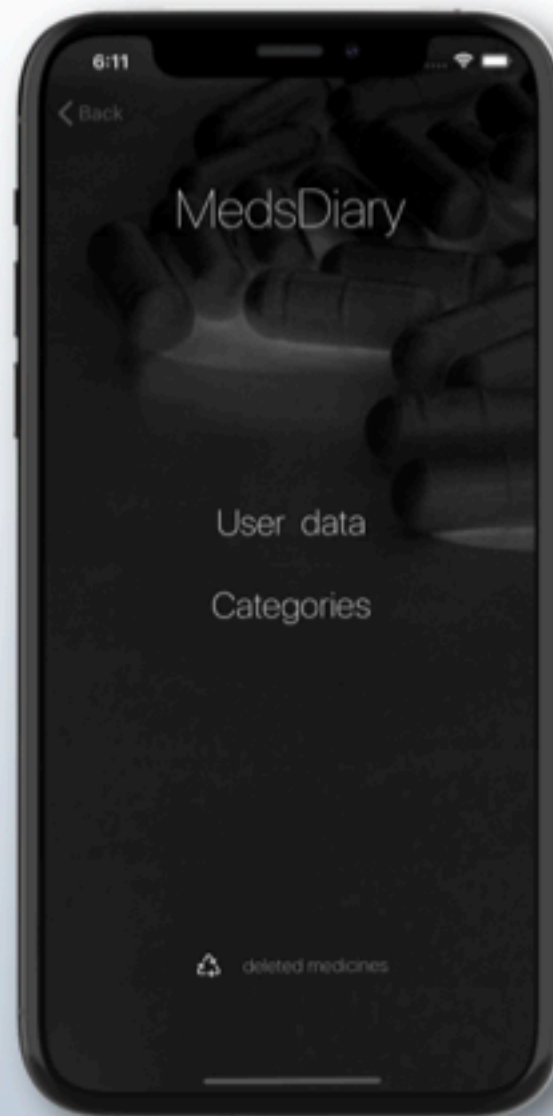 6:11
Back
MedsDiary
User data
Categories
deleted medicines